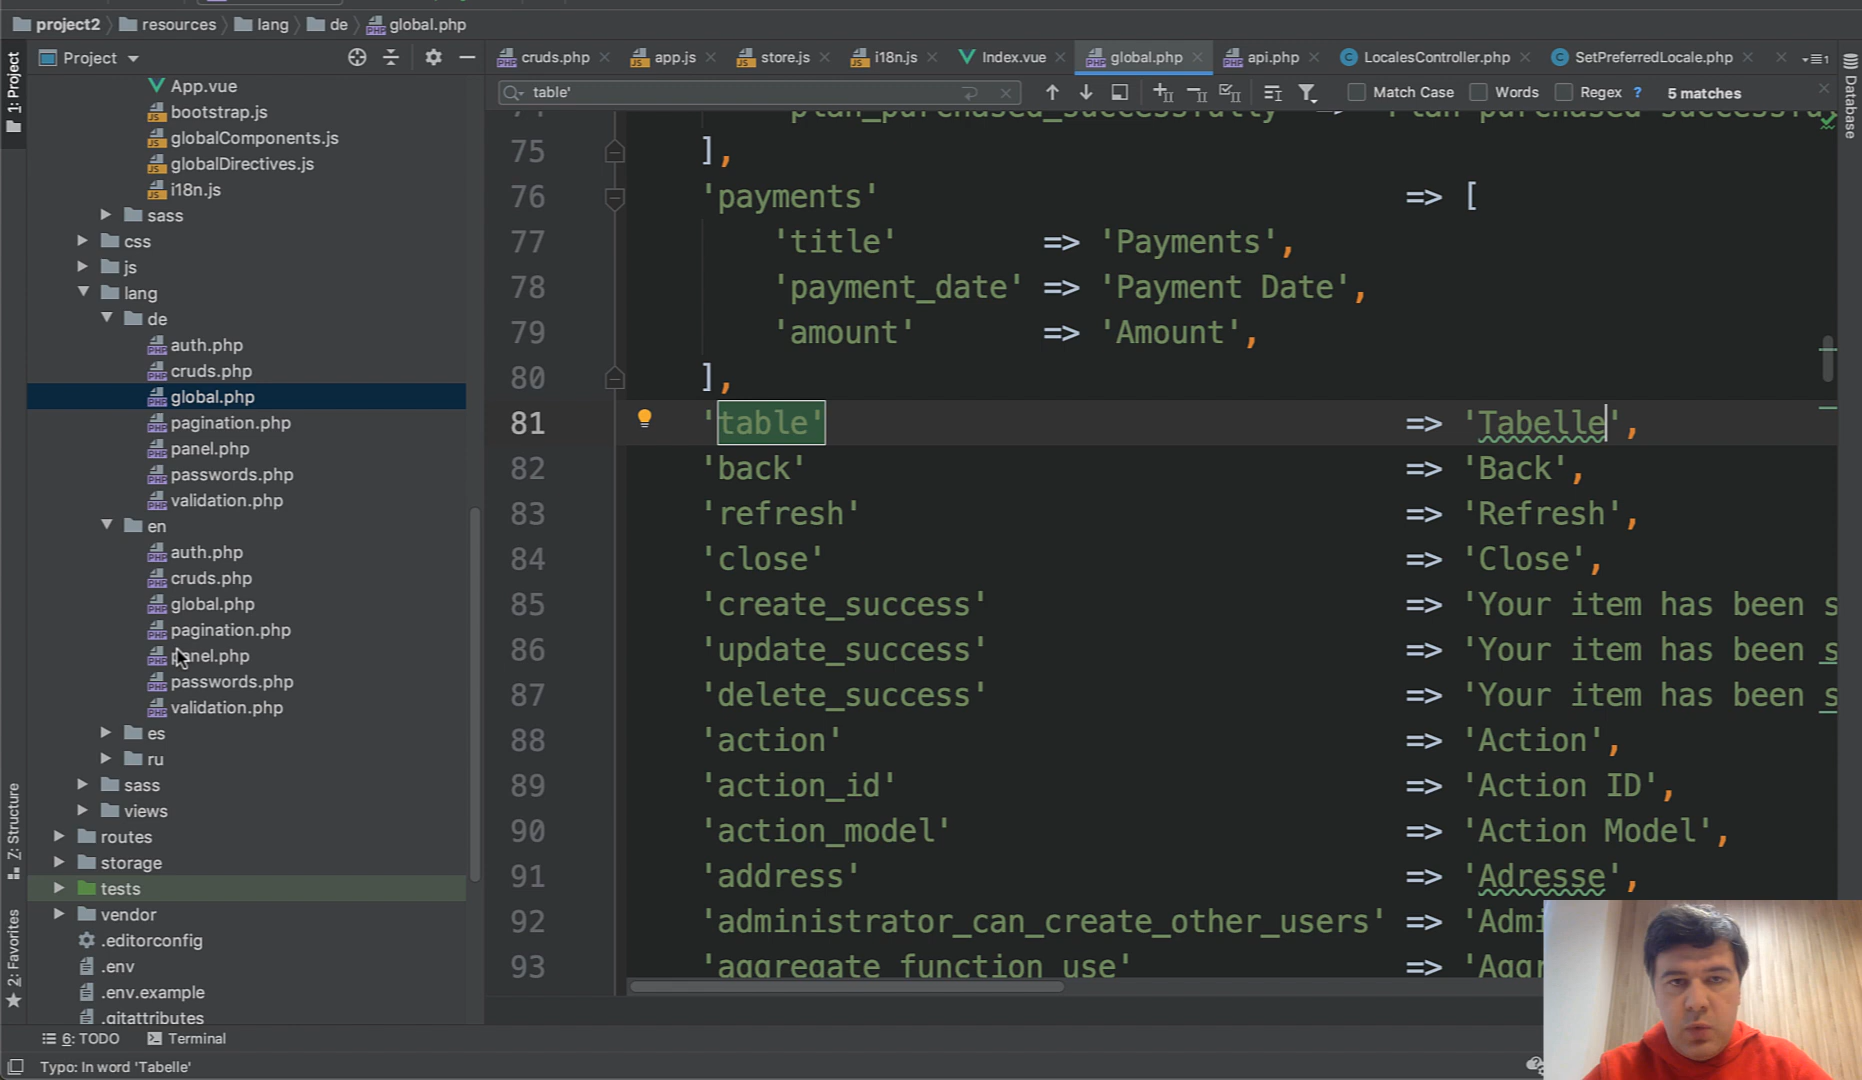 project2 resources lang de global.php
Project
cruds.php app.js store.js i18n.js Index.vue global.php api.php LocalesController.php SetPreferredLocale.php
table' Match Case Words Regex ? 5 matches
1: Project
Database
Z: Structure
2: Favorites
App.vue
bootstrap.js
globalComponents.js
globalDirectives.js
i18n.js
sass
css
js
lang
de
auth.php
cruds.php
global.php
pagination.php
panel.php
passwords.php
validation.php
en
auth.php
cruds.php
global.php
pagination.php
panel.php
passwords.php
validation.php
es
ru
sass
views
routes
storage
tests
vendor
.editorconfig
.env
.env.example
.gitattributes
75 ],
76 'payments' => [
77 'title' => 'Payments',
78 'payment_date' => 'Payment Date',
79 'amount' => 'Amount',
80 ],
81 'table' => 'Tabelle',
82 'back' => 'Back',
83 'refresh' => 'Refresh',
84 'close' => 'Close',
85 'create_success' => 'Your item has been s
86 'update_success' => 'Your item has been s
87 'delete_success' => 'Your item has been s
88 'action' => 'Action',
89 'action_id' => 'Action ID',
90 'action_model' => 'Action Model',
91 'address' => 'Adresse',
92 'administrator_can_create_other_users' => 'Admi
93 'aggregate_function_use' => 'Aggr
6: TODO Terminal
Typo: In word 'Tabelle'